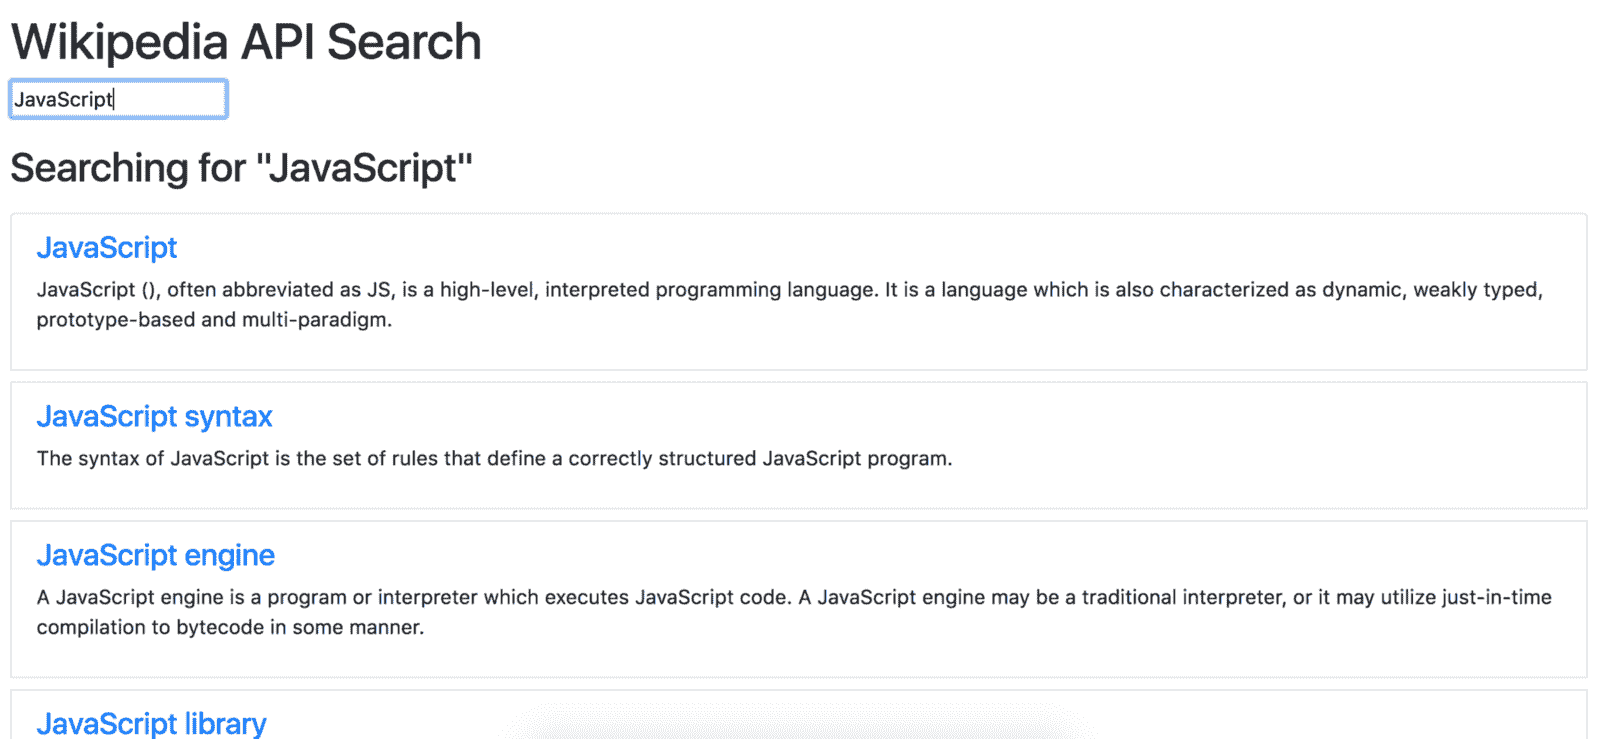 Wikipedia API Search
JavaScript
Searching for "JavaScript"
JavaScript
JavaScript (), often abbreviated as JS, is a high-level, interpreted programming language. It is a language which is also characterized as dynamic, weakly typed,
prototype-based and multi-paradigm.
JavaScript syntax
The syntax of JavaScript is the set of rules that define a correctly structured JavaScript program.
JavaScript engine
A JavaScript engine is a program or interpreter which executes JavaScript code. A JavaScript engine may be a traditional interpreter, or it may utilize just-in-time
compilation to bytecode in some manner.
JavaScript library